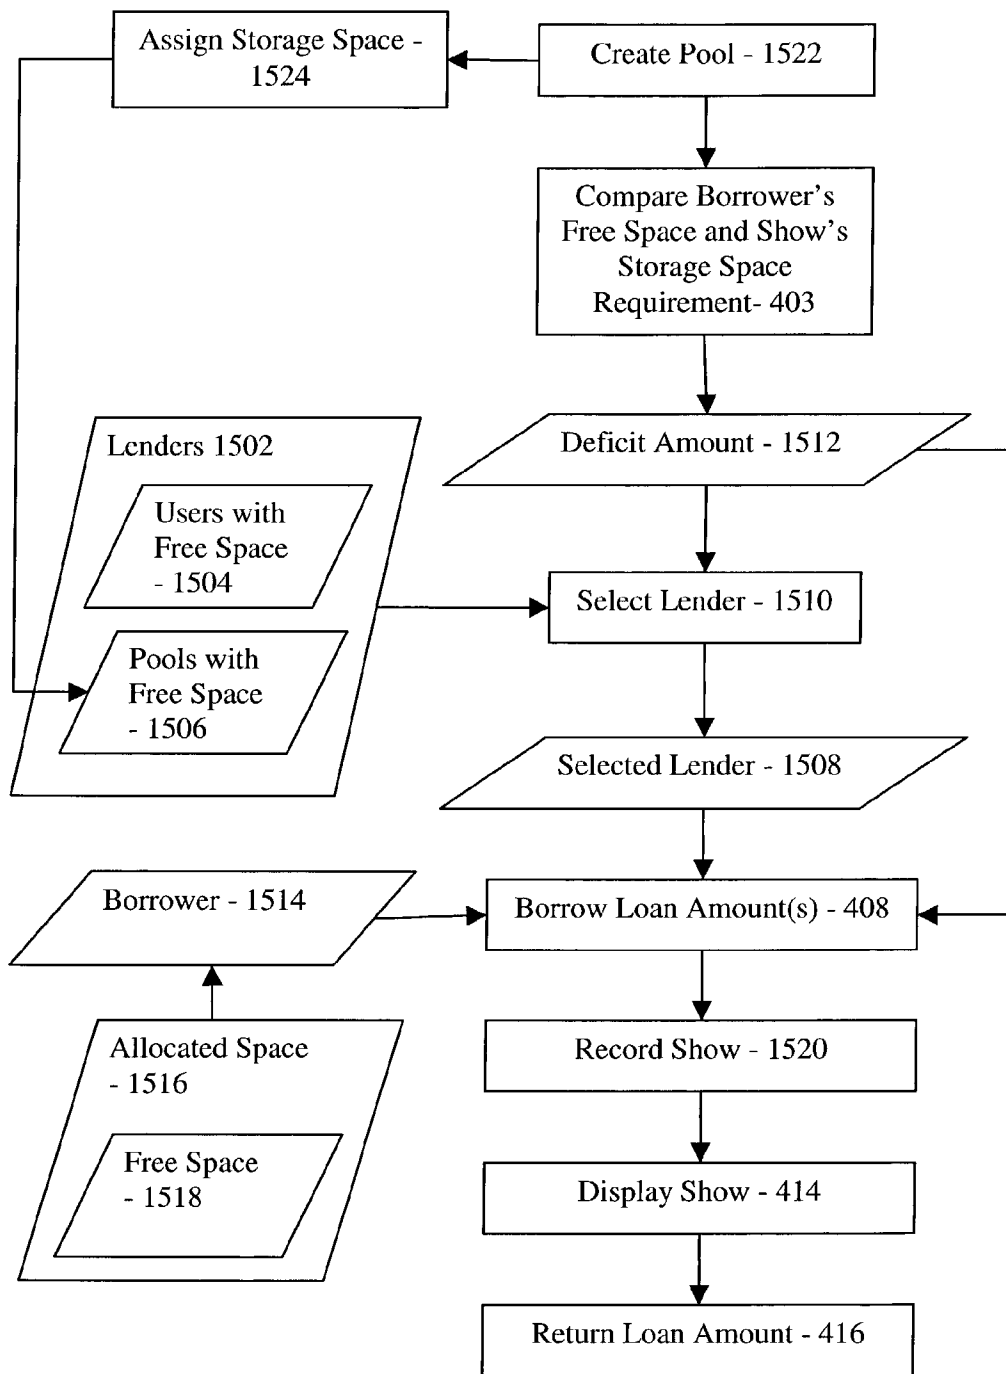 Assign Storage Space -
1524
Create Pool - 1522
Compare Borrower's
Free Space and Show's
Storage Space
Requirement- 403
Deficit Amount - 1512
Lenders 1502
Users with
Free Space
- 1504
Select Lender - 1510
Pools with
Free Space
- 1506
Selected Lender - 1508
Borrower - 1514
Borrow Loan Amount(s) - 408
Allocated Space
- 1516
Record Show - 1520
Free Space
- 1518
Display Show - 414
Return Loan Amount - 416